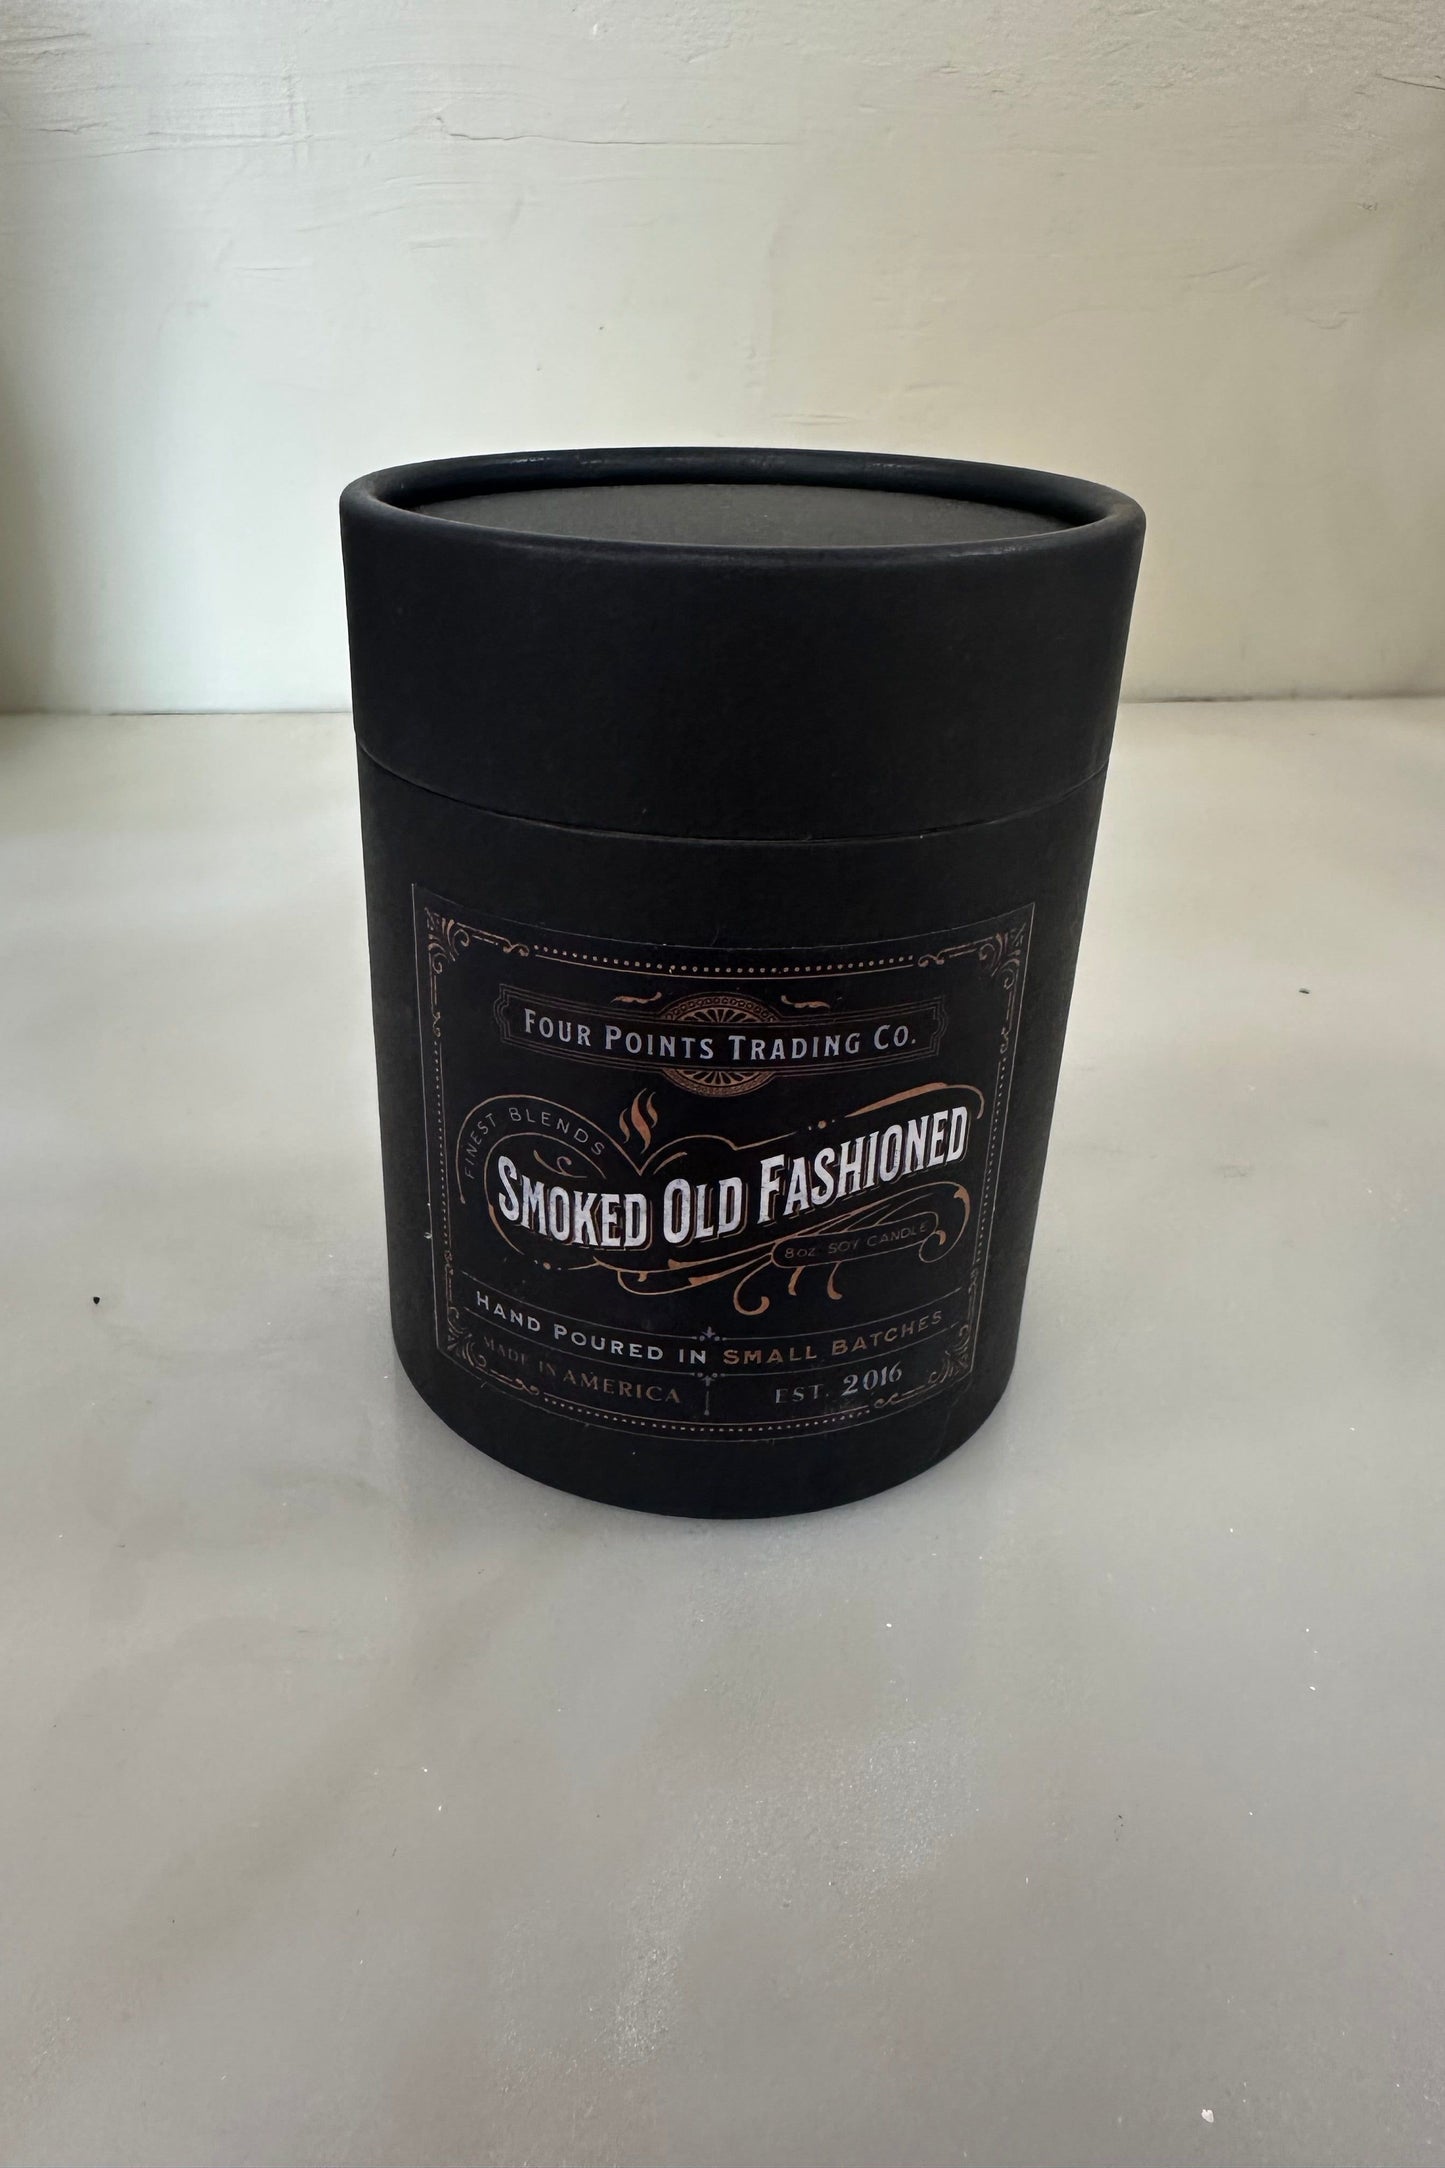 FOUR POINTS TRADING CO.
FINEST BLENDS
SMOKED OLD FASHIONED
8OZ SOY CANDLE
HAND POURED IN SMALL BATCHES
MADE IN AMERICA
EST. 2016